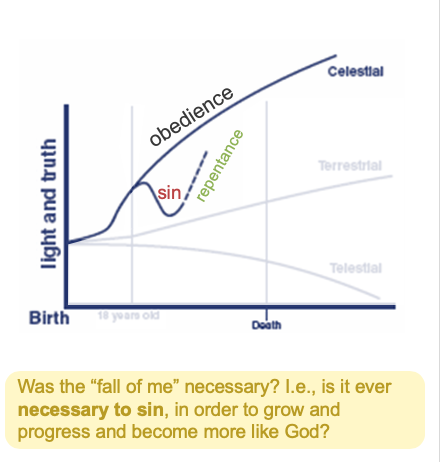 Celestial
obedience
repentance
sin
light and truth
Terrestrial
Telestial
Birth
18 years old
Death
Was the “fall of me” necessary? I.e., is it ever
necessary to sin, in order to grow and
progress and become more like God?